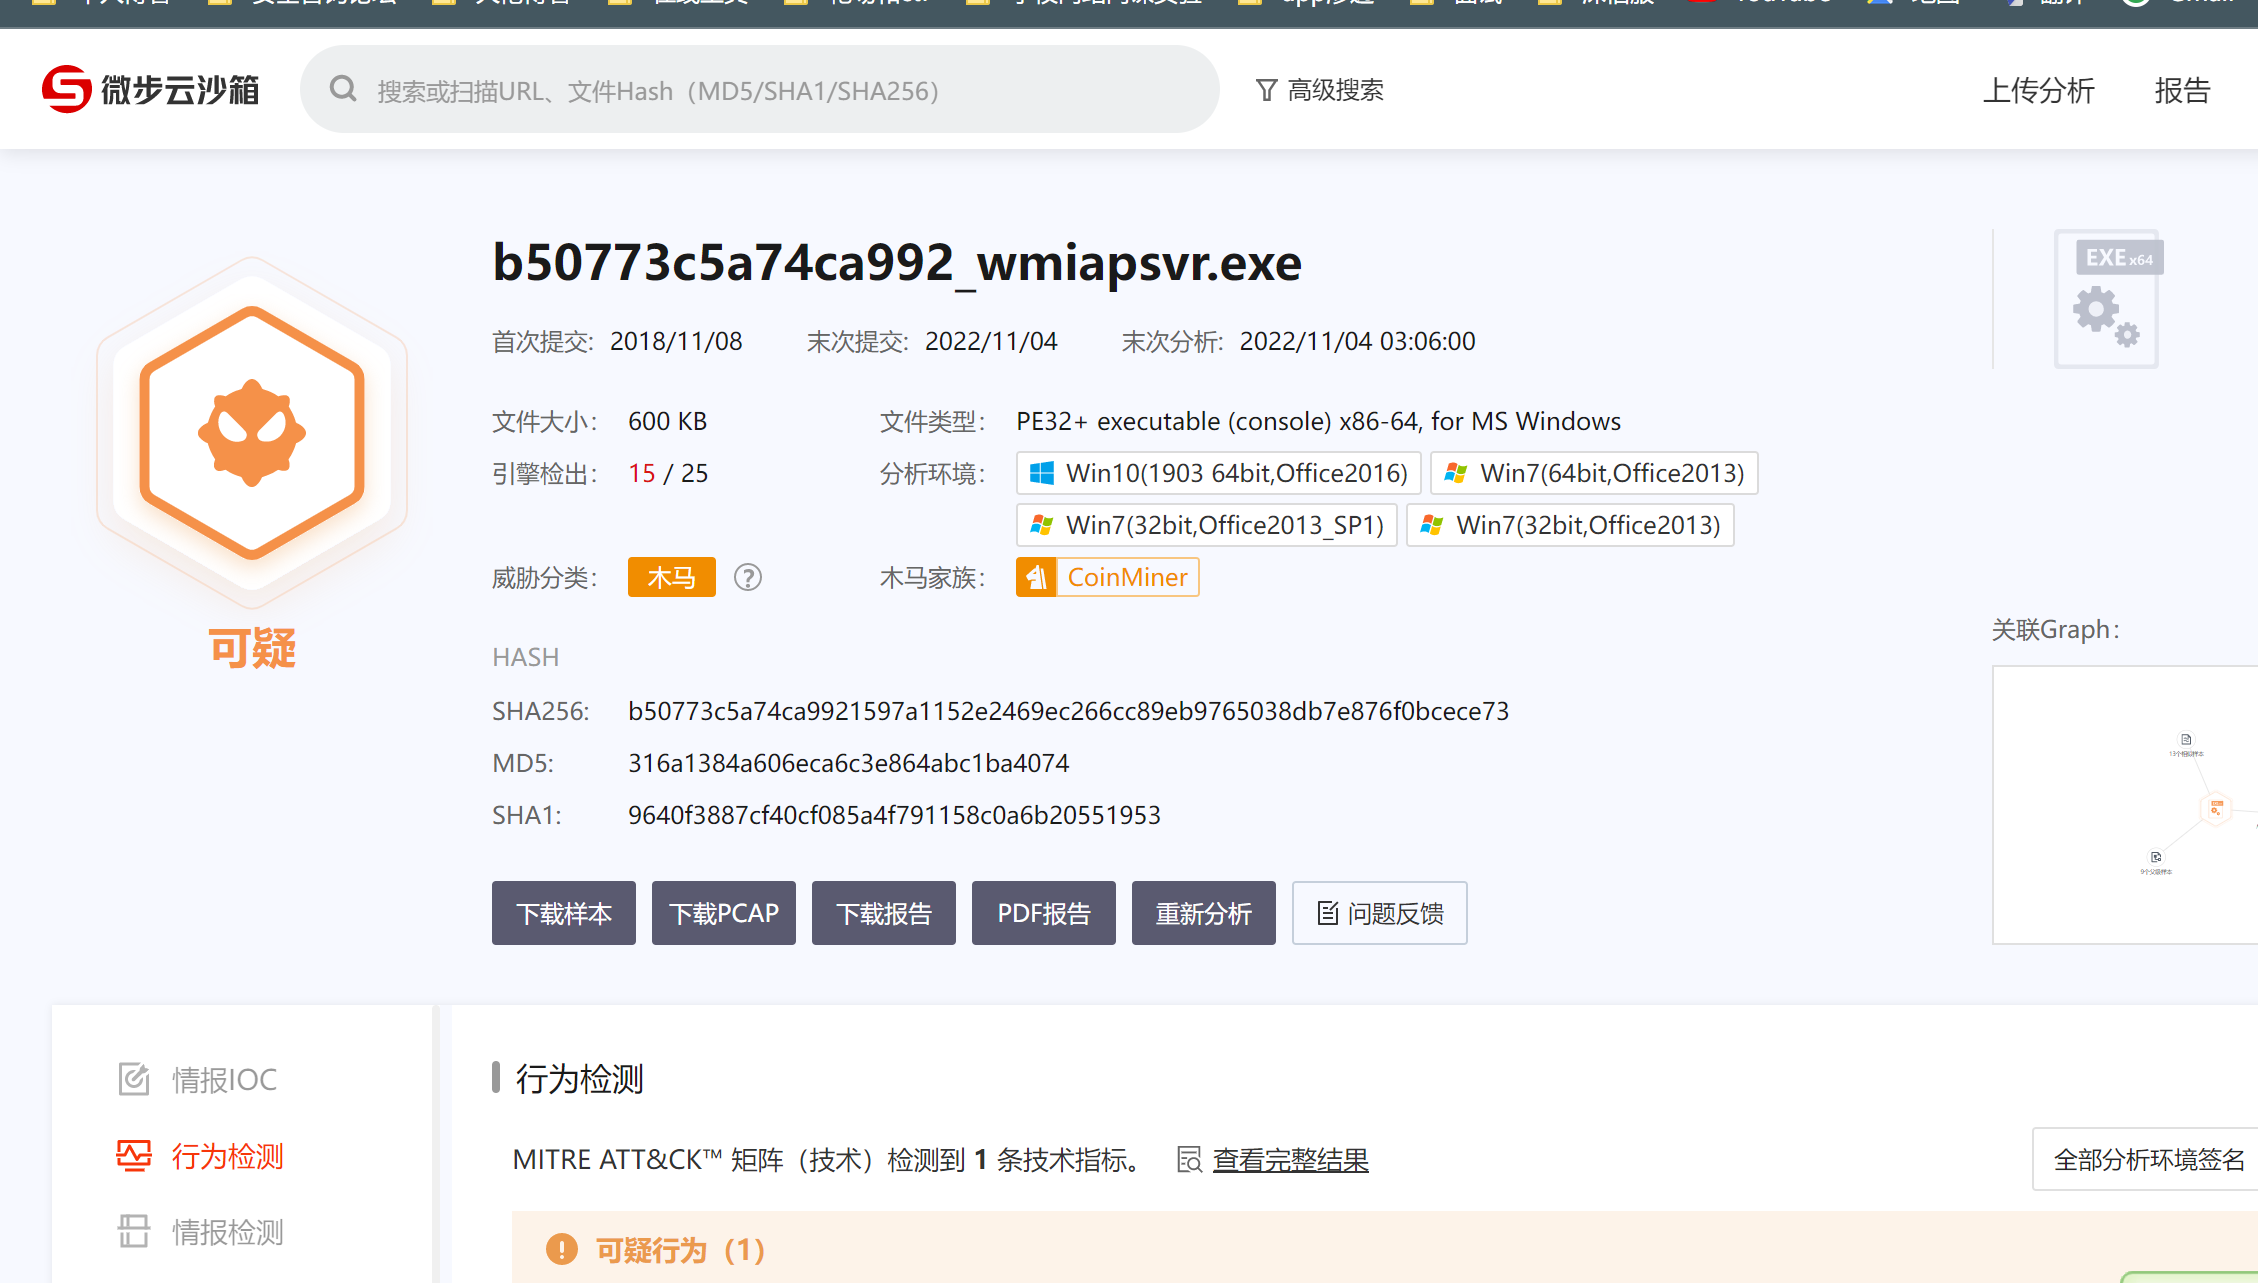 微步云沙箱
搜索或扫描URL、文件Hash（MD5/SHA1/SHA256）
高级搜索
上传分析
报告
b50773c5a74ca992_wmiapsvr.exe
首次提交: 2018/11/08 末次提交: 2022/11/04 末次分析: 2022/11/04 03:06:00
EXE x64
文件大小: 600 KB 文件类型: PE32+ executable (console) x86-64, for MS Windows
引擎检出: 15 / 25 分析环境: Win10(1903 64bit,Office2016) Win7(64bit,Office2013)
Win7(32bit,Office2013_SP1) Win7(32bit,Office2013)
威胁分类: 木马 ? 木马家族: CoinMiner
可疑
关联Graph:
HASH
SHA256: b50773c5a74ca9921597a1152e2469ec266cc89eb9765038db7e876f0bcece73
MD5: 316a1384a606eca6c3e864abc1ba4074
SHA1: 9640f3887cf40cf085a4f791158c0a6b20551953
下载样本 下载PCAP 下载报告 PDF报告 重新分析 问题反馈
情报IOC
行为检测
情报检测
行为检测
MITRE ATT&CK™ 矩阵（技术）检测到 1 条技术指标。 查看完整结果
全部分析环境签名
可疑行为（1）